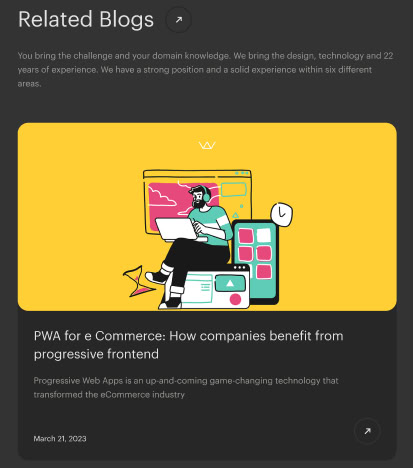 Related Blogs
You bring the challenge and your domain knowledge. We bring the design, technology and 22
years of experience. We have a strong position and a solid experience within six different
areas.
PWA for e Commerce: How companies benefit from
progressive frontend
Progressive Web Apps is an up-and-coming game-changing technology that
transformed the eCommerce industry
March 21, 2023